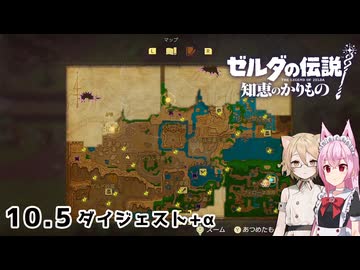 マップ
L
R
ゼルダの伝説
THE LEGEND OF ZELDA
知恵のかりもの
ズーム
あつめたも
10.5 ダイジェスト+α